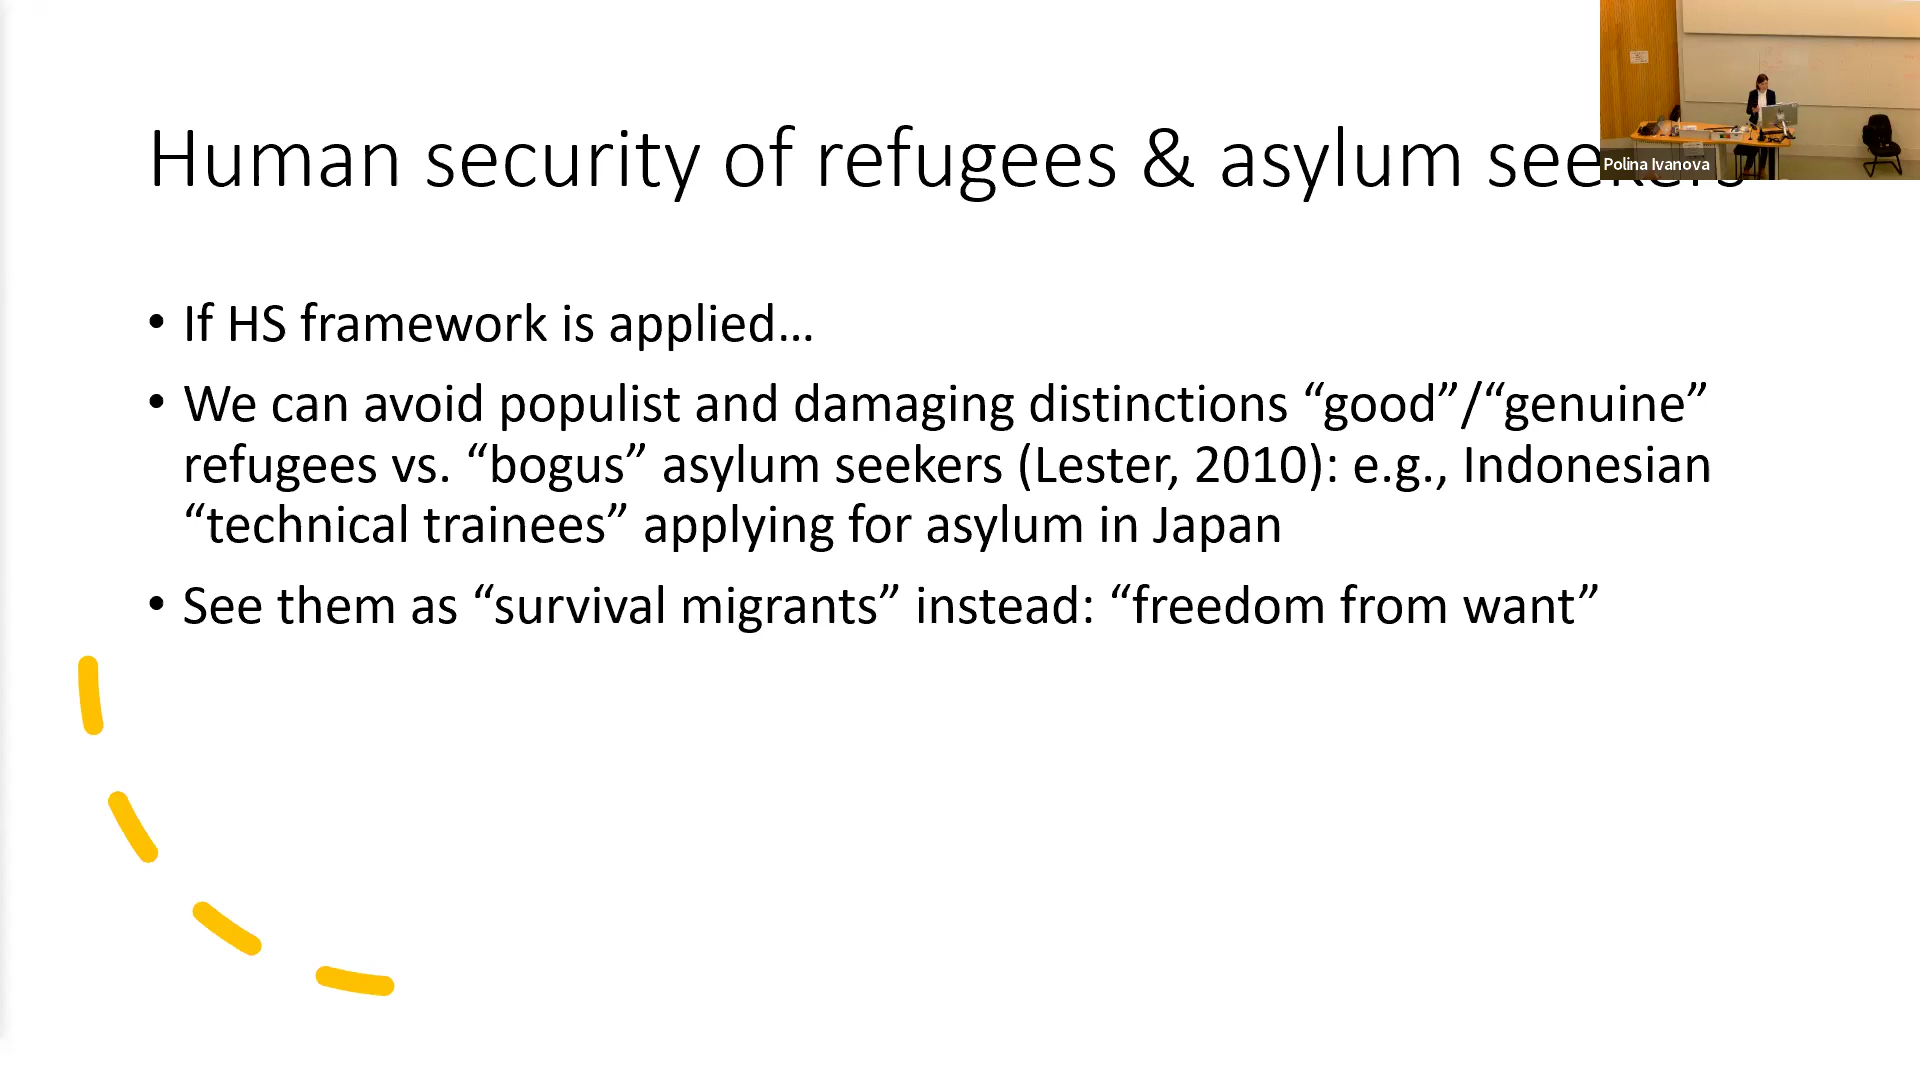 Human security of refugees & asylum seekers
• If HS framework is applied...
• We can avoid populist and damaging distinctions “good”/“genuine”
refugees vs. “bogus” asylum seekers (Lester, 2010): e.g., Indonesian
“technical trainees” applying for asylum in Japan
• See them as “survival migrants” instead: “freedom from want”
Polina Ivanova